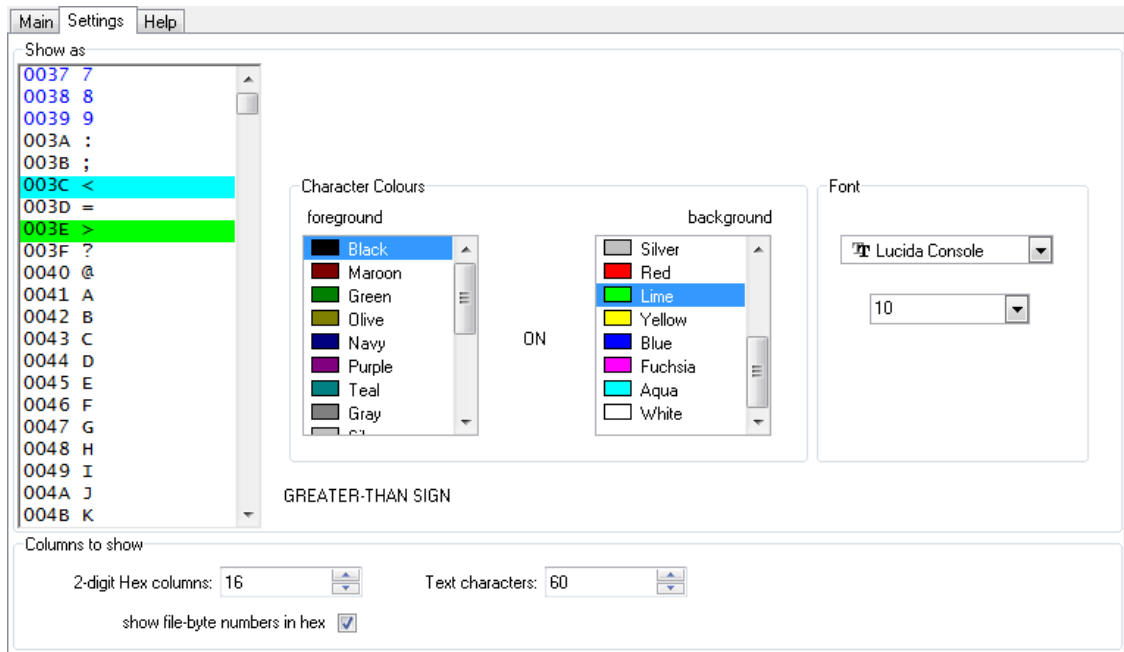 Main Settings Help
Show as
0037 7
0038 8
0039 9
003A :
003B ;
003C <
003D =
003E >
003F ?
0040 @
0041 A
0042 B
0043 C
0044 D
0045 E
0046 F
0047 G
0048 H
0049 I
004A J
004B K
Character Colours
foreground
Black
Maroon
Green
Olive
Navy
Purple
Teal
Gray
ON
background
Silver
Red
Lime
Yellow
Blue
Fuchsia
Aqua
White
Font
Lucida Console
10
GREATER-THAN SIGN
Columns to show
2-digit Hex columns: 16 Text characters: 60
show file-byte numbers in hex